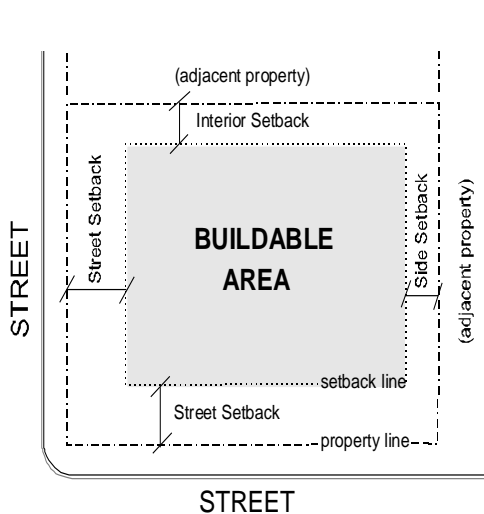 (adjacent property)
Interior Setback
Street Setback
Side Setback
(adjacent property)
STREET
BUILDABLE
AREA
setback line
Street Setback
property line
STREET